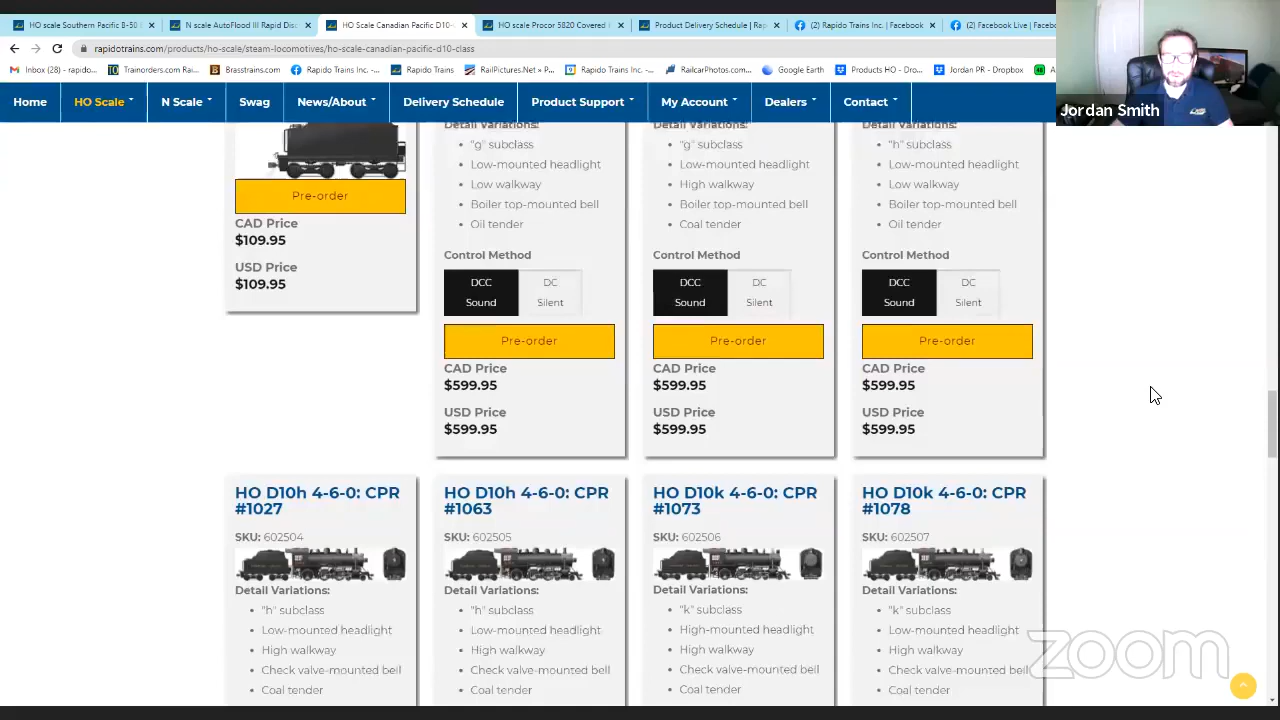 HO scale Southern Pacific B-50
N scale AutoFlood III Rapid Disc
HO Scale Canadian Pacific D10-
HO scale Procor 5820 Covered
Product Delivery Schedule | Rap
(2) Rapido Trains Inc. | Facebook
(2) Facebook Live | Facebo
rapidotrains.com/products/ho-scale/steam-locomotives/ho-scale-canadian-pacific-d10-class
Inbox (28) - rapido...
Trainorders.com Rai...
Brasstrains.com
Rapido Trains Inc. -...
Rapido Trains
RailPictures.Net » P...
Rapido Trains Inc. -...
RailcarPhotos.com...
Google Earth
Products HO - Dro...
Jordan PR - Dropbox
Jordan Smith
Home
HO Scale
N Scale
Swag
News/About
Delivery Schedule
Product Support
My Account
Dealers
Contact
Pre-order
CAD Price
$109.95
USD Price
$109.95
Detail Variations:
"g" subclass
Low-mounted headlight
Low walkway
Boiler top-mounted bell
Oil tender
Control Method
DCC
Sound
DC
Silent
Pre-order
CAD Price
$599.95
USD Price
$599.95
Detail Variations:
"g" subclass
Low-mounted headlight
High walkway
Boiler top-mounted bell
Coal tender
Control Method
DCC
Sound
DC
Silent
Pre-order
CAD Price
$599.95
USD Price
$599.95
Detail Variations:
"h" subclass
Low-mounted headlight
Low walkway
Boiler top-mounted bell
Oil tender
Control Method
DCC
Sound
DC
Silent
Pre-order
CAD Price
$599.95
USD Price
$599.95
HO D10h 4-6-0: CPR
#1027
SKU: 602504
Detail Variations:
"h" subclass
Low-mounted headlight
High walkway
Check valve-mounted bell
Coal tender
HO D10h 4-6-0: CPR
#1063
SKU: 602505
Detail Variations:
"h" subclass
Low-mounted headlight
High walkway
Check valve-mounted bell
Coal tender
HO D10k 4-6-0: CPR
#1073
SKU: 602506
Detail Variations:
"k" subclass
High-mounted headlight
High walkway
Check valve-mounted bell
Coal tender
HO D10k 4-6-0: CPR
#1078
SKU: 602507
Detail Variations:
"k" subclass
Low-mounted headlight
High walkway
Check valve-mounted bell
Coal tender
zoom